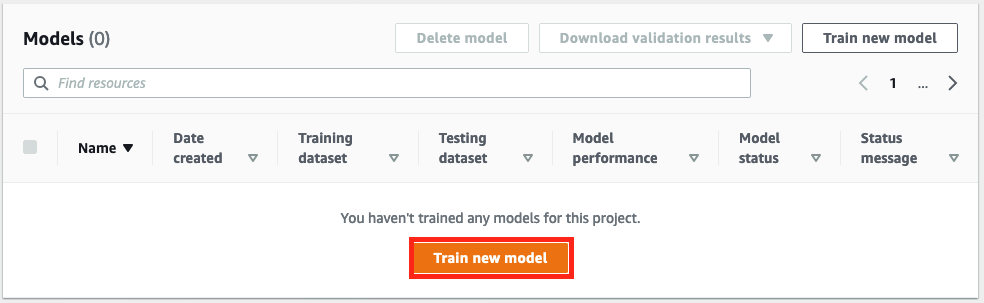 Models (0)
Delete model
Download validation results
Train new model
Find resources
1
...
Name
Date created
Training dataset
Testing dataset
Model performance
Model status
Status message
You haven't trained any models for this project.
Train new model